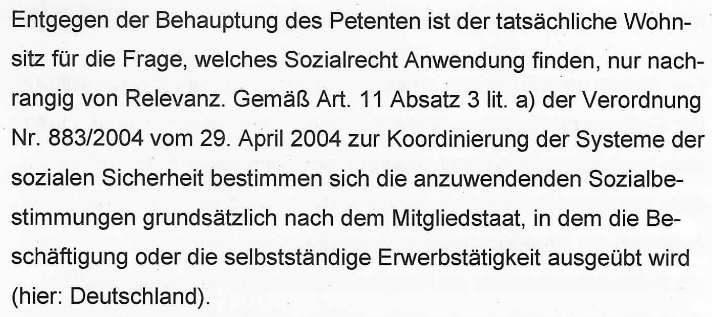 Entgegen der Behauptung des Petenten ist der tatsächliche Wohn-
sitz für die Frage, welches Sozialrecht Anwendung finden, nur nach-
rangig von Relevanz. Gemäß Art. 11 Absatz 3 lit. a) der Verordnung
Nr. 883/2004 vom 29. April 2004 zur Koordinierung der Systeme der
sozialen Sicherheit bestimmen sich die anzuwendenden Sozialbe-
stimmungen grundsätzlich nach dem Mitgliedstaat, in dem die Be-
schäftigung oder die selbstständige Erwerbstätigkeit ausgeübt wird
(hier: Deutschland).